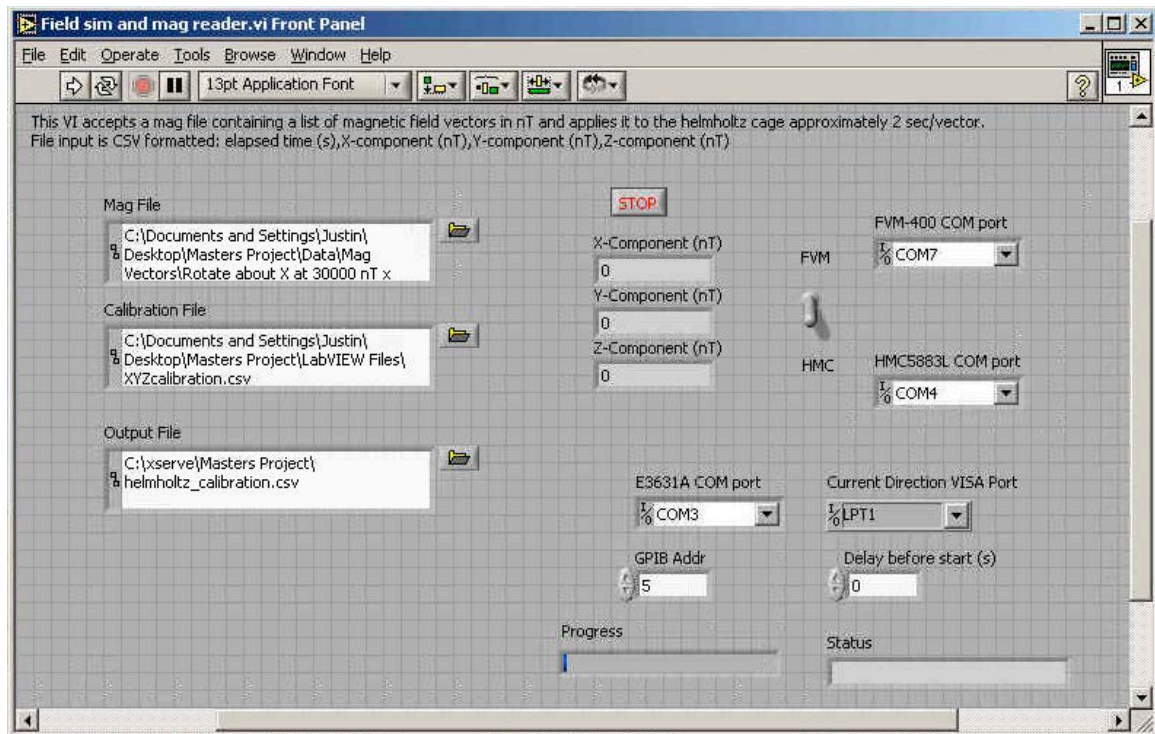 Field sim and mag reader.vi Front Panel
File Edit Operate Tools Browse Window Help
13pt Application Font
1
This VI accepts a mag file containing a list of magnetic field vectors in nT and applies it to the helmholtz cage approximately 2 sec/vector.
File input is CSV formatted: elapsed time (s),X-component (nT),Y-component (nT),Z-component (nT)
Mag File
C:\Documents and Settings\Justin\
Desktop\Masters Project\Data\Mag
Vectors\Rotate about X at 30000 nT x
Calibration File
C:\Documents and Settings\Justin\
Desktop\Masters Project\LabVIEW Files\
XYZcalibration.csv
Output File
C:\xserve\Masters Project\
helmholtz_calibration.csv
STOP
X-Component (nT)
0
Y-Component (nT)
0
Z-Component (nT)
0
FVM
HMC
FVM-400 COM port
COM7
HMC5883L COM port
COM4
E3631A COM port
COM3
Current Direction VISA Port
LPT1
GPIB Addr
5
Delay before start (s)
0
Progress
Status